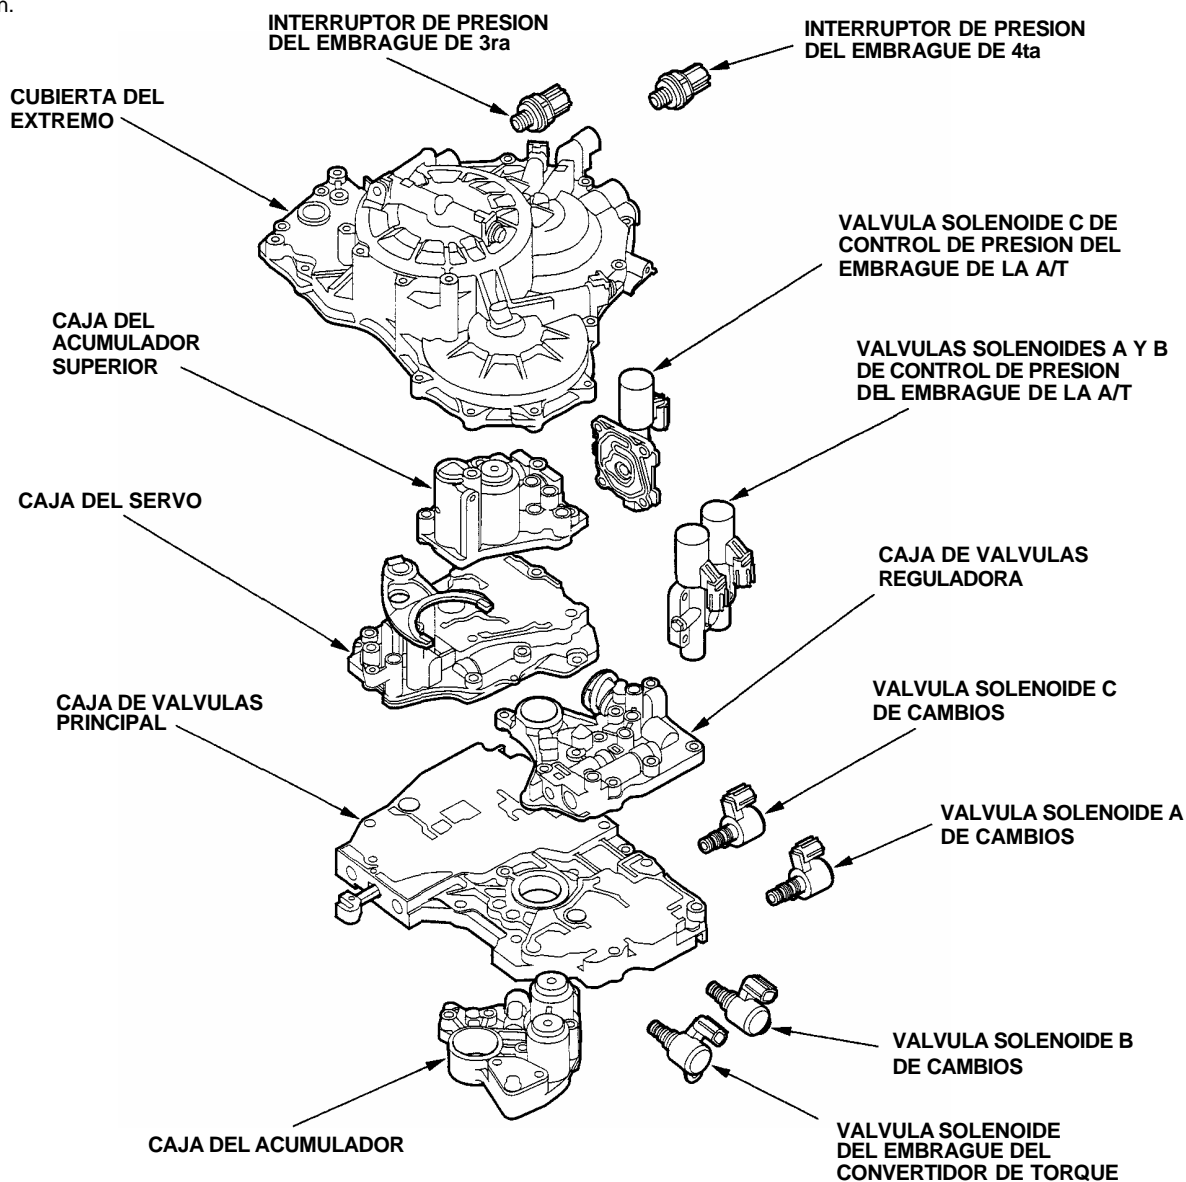 n.
INTERRUPTOR DE PRESION
DEL EMBRAGUE DE 3ra
INTERRUPTOR DE PRESION
DEL EMBRAGUE DE 4ta
CUBIERTA DEL
EXTREMO
VALVULA SOLENOIDE C DE
CONTROL DE PRESION DEL
EMBRAGUE DE LA A/T
CAJA DEL
ACUMULADOR
SUPERIOR
VALVULAS SOLENOIDES A Y B
DE CONTROL DE PRESION
DEL EMBRAGUE DE LA A/T
CAJA DEL SERVO
CAJA DE VALVULAS
REGULADORA
CAJA DE VALVULAS
PRINCIPAL
VALVULA SOLENOIDE C
DE CAMBIOS
VALVULA SOLENOIDE A
DE CAMBIOS
VALVULA SOLENOIDE B
DE CAMBIOS
CAJA DEL ACUMULADOR
VALVULA SOLENOIDE
DEL EMBRAGUE DEL
CONVERTIDOR DE TORQUE